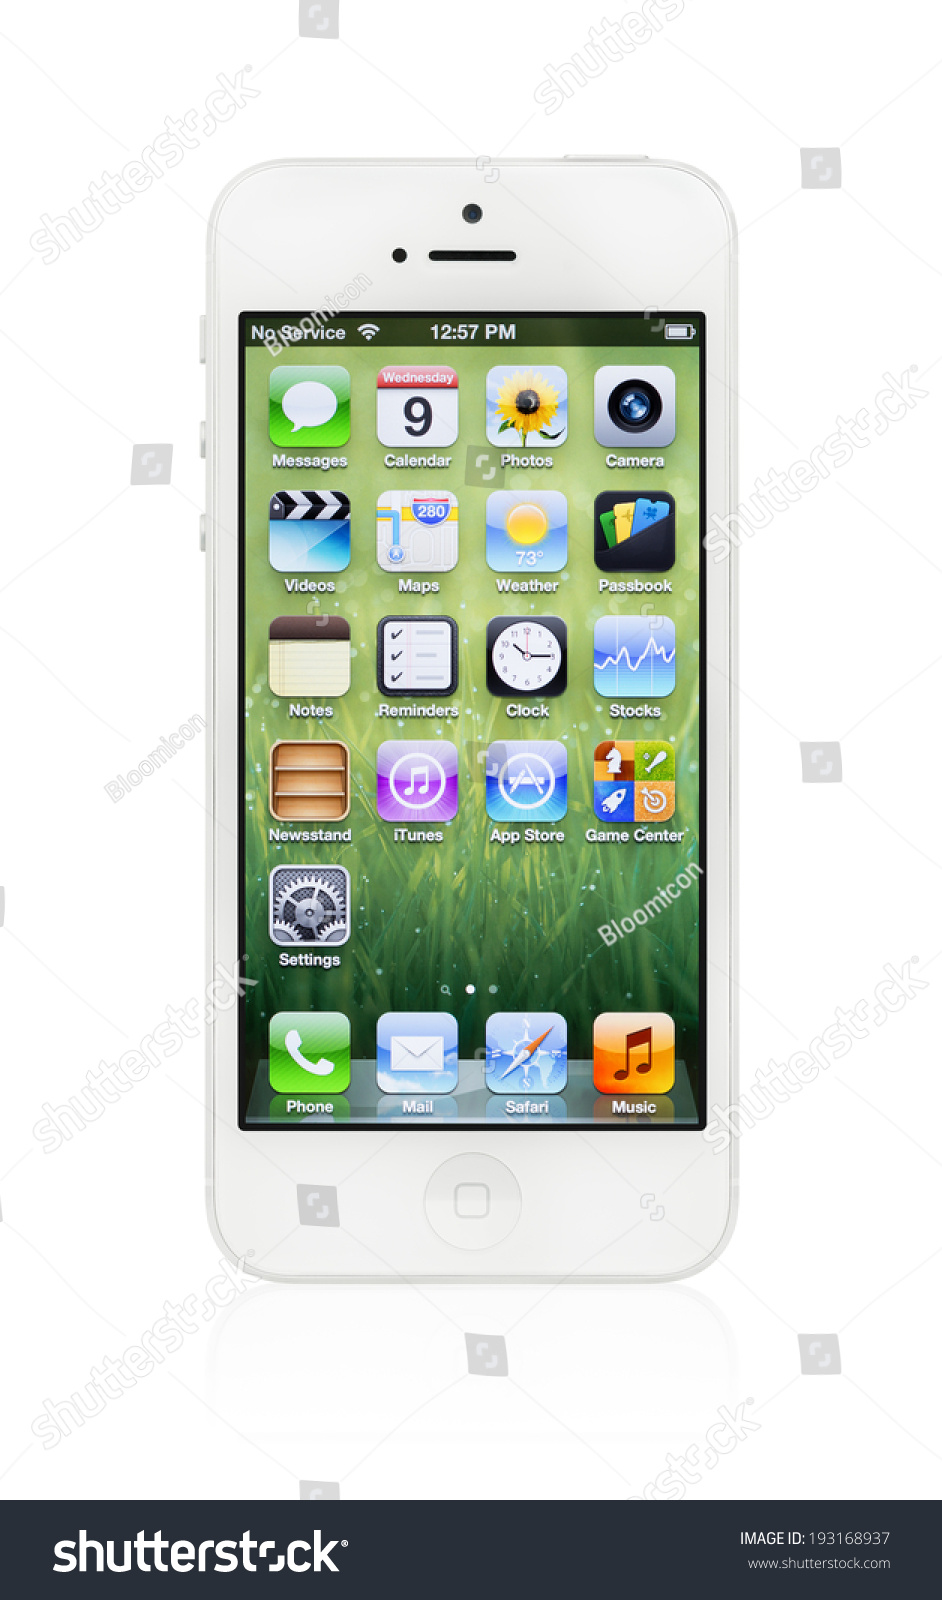 shutterstock
shutterstock
Bloomicon
No Service 12:57 PM
Wednesday
9
Messages Calendar Photos Camera
280
73°
Videos Maps Weather Passbook
shutterstock
Notes Reminders Clock Stocks
Bloomicon
Newsstand iTunes App Store Game Center
Bloomicon
Settings
shutterstock
shutterstock
Phone Mail Safari Music
shutterstock
shutterstock
shutterstock
IMAGE ID: 193168937
www.shutterstock.com